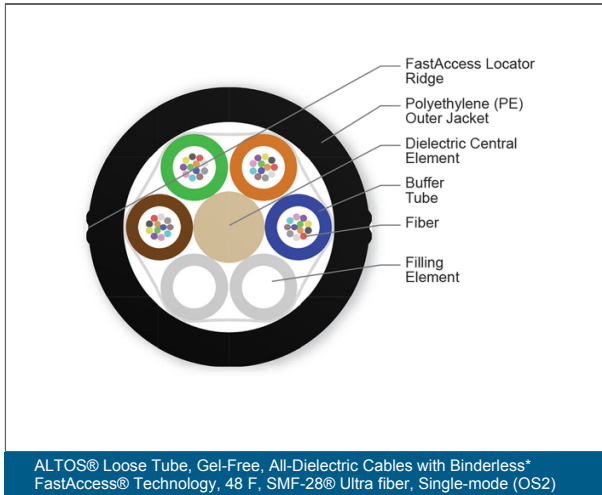 FastAccess Locator
Ridge
Polyethylene (PE)
Outer Jacket
Dielectric Central
Element
Buffer
Tube
Fiber
Filling
Element
ALTOS® Loose Tube, Gel-Free, All-Dielectric Cables with Binderless*
FastAccess® Technology, 48 F, SMF-28® Ultra fiber, Single-mode (OS2)